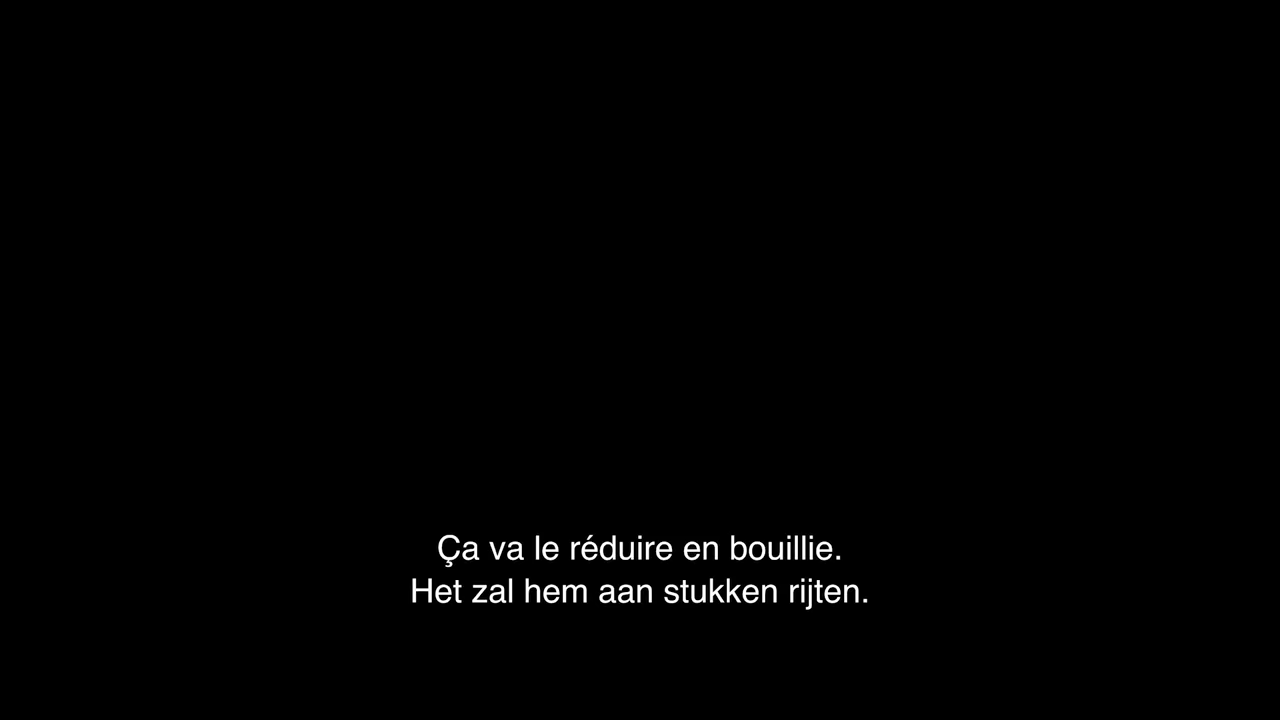 Ça va le réduire en bouillie.
Het zal hem aan stukken rijten.